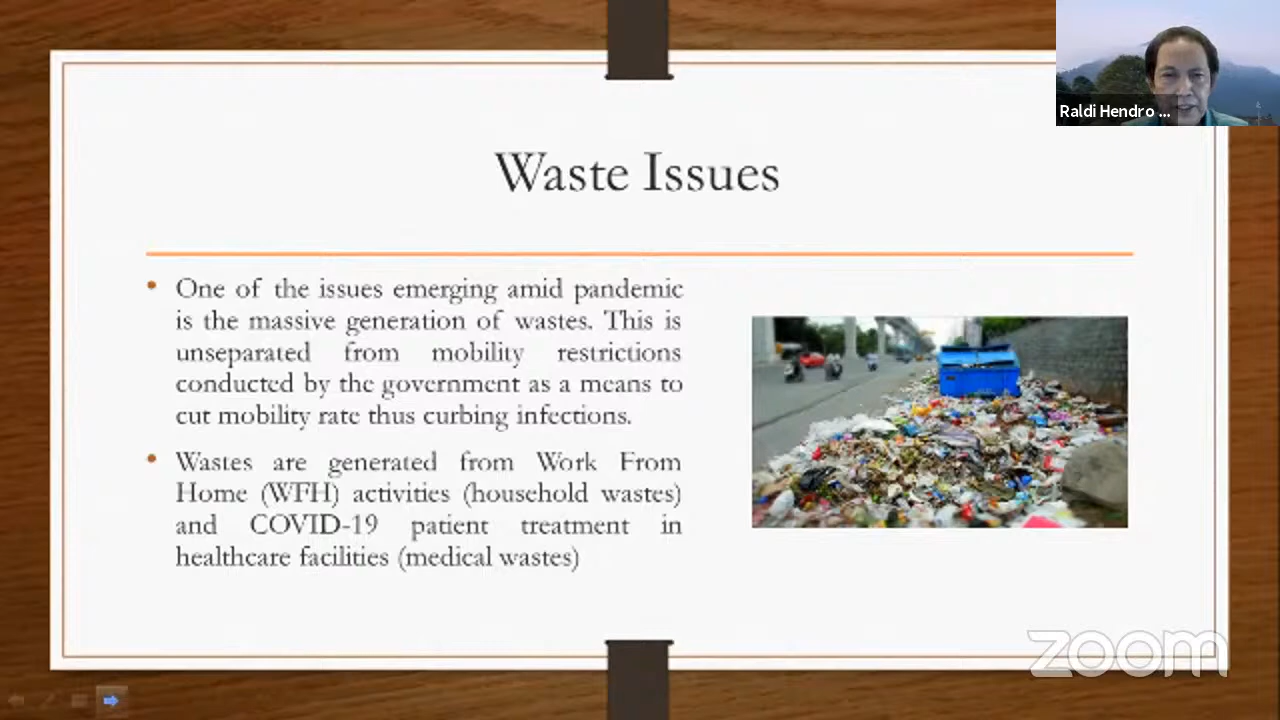 Raldi Hendro ...
Waste Issues
• One of the issues emerging amid pandemic
is the massive generation of wastes. This is
unseparated from mobility restrictions
conducted by the government as a means to
cut mobility rate thus curbing infections.
• Wastes are generated from Work From
Home (WFH) activities (household wastes)
and COVID-19 patient treatment in
healthcare facilities (medical wastes)
zoom